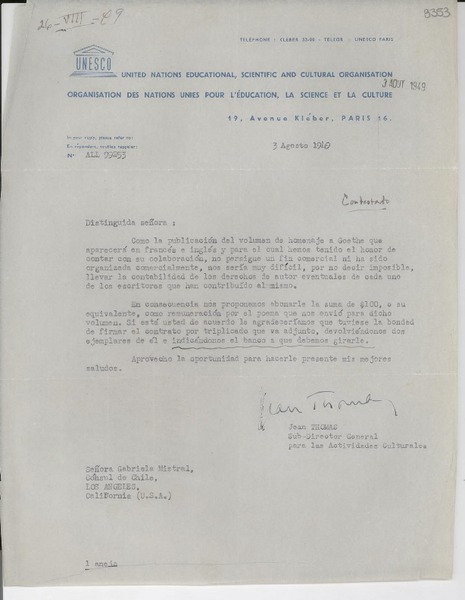 26-VIII-49
8353
TELEPHONE : KLEBER 52.00 - TELEGR. : UNESCO PARIS
UNESCO
UNITED NATIONS EDUCATIONAL, SCIENTIFIC AND CULTURAL ORGANISATION
3 AOUT 1949
ORGANISATION DES NATIONS UNIES POUR L'ÉDUCATION, LA SCIENCE ET LA CULTURE
19, Avenue Kléber, PARIS 16.
In your reply, please refer to:
En répondant, veuillez rappeler:
N° ALL 99953
3 Agosto 1949
Contestado
Distinguida señora :
Como la publicación del volumen de homenaje a Goethe que
aparecerá en francés e inglés y para el cual hemos tenido el honor de
contar con su colaboración, no persigue un fin comercial ni ha sido
organizada comercialmente, nos sería muy difícil, por no decir imposible,
llevar la contabilidad de los derechos de autor eventuales de cada uno
de los escritores que han contribuído al mismo.
En consecuencia nos proponemos abonarle la suma de $100, o su
equivalente, como remuneración por el poema que nos envió para dicho
volumen. Si está usted de acuerdo le agradeceríamos que tuviese la bondad
de firmar el contrato por triplicado que va adjunto, devolviéndonos dos
ejemplares de él e indicándonos el banco a que debemos girarle.
Aprovecho la oportunidad para hacerle presente mis mejores
saludos.
Jean Thomas
Jean THOMAS
Sub-Director General
para las Actividades Culturales
Señora Gabriela Mistral,
Cónsul de Chile,
LOS ANGELES.
California (U.S.A.)
1 anejo